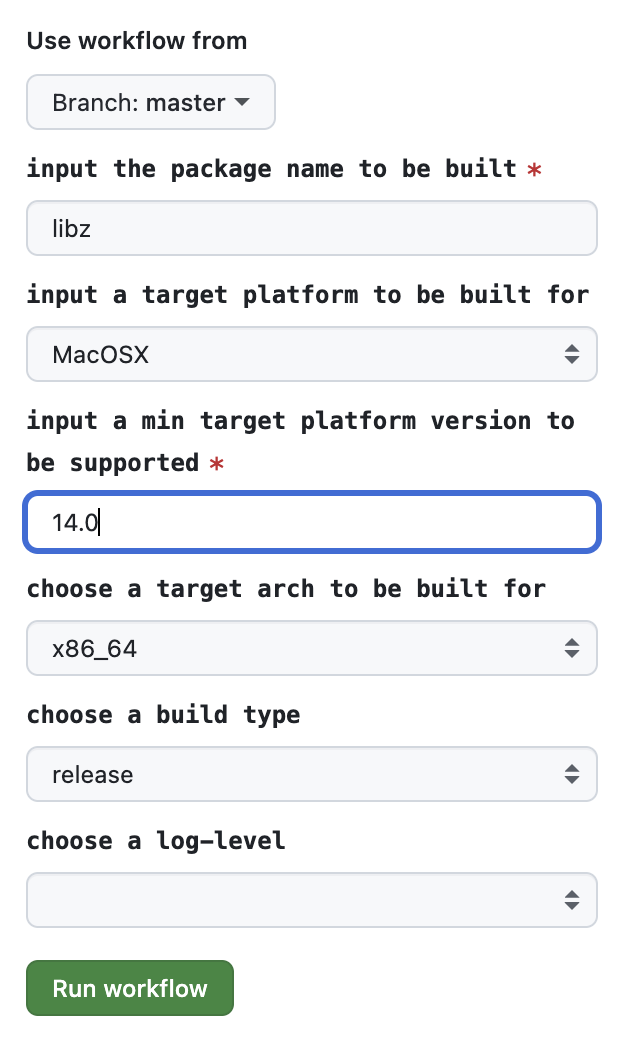 Use workflow from
Branch: master
input the package name to be built *
libz
input a target platform to be built for
MacOSX
input a min target platform version to
be supported *
14.0
choose a target arch to be built for
x86_64
choose a build type
release
choose a log-level
Run workflow